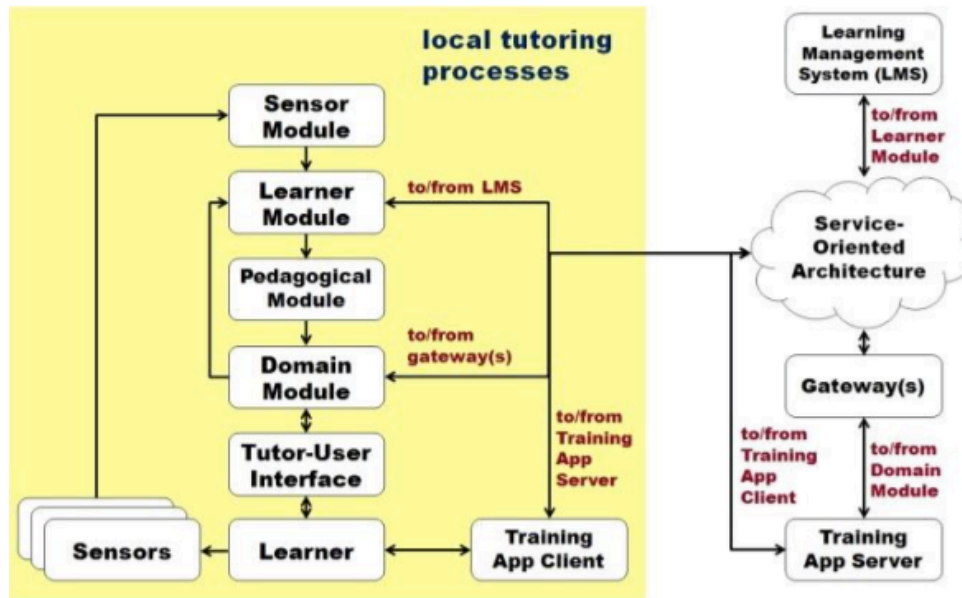 local tutoring
processes
Sensor
Module
Learner
Module
to/from LMS
Pedagogical
Module
to/from
gateway(s)
Domain
Module
Tutor-User
Interface
to/from
Training
App
Server
Sensors
Learner
Training
App Client
Learning
Management
System (LMS)
to/from
Learner
Module
Service-
Oriented
Architecture
Gateway(s)
to/from
Training
App
Client
to/from
Domain
Module
Training
App Server